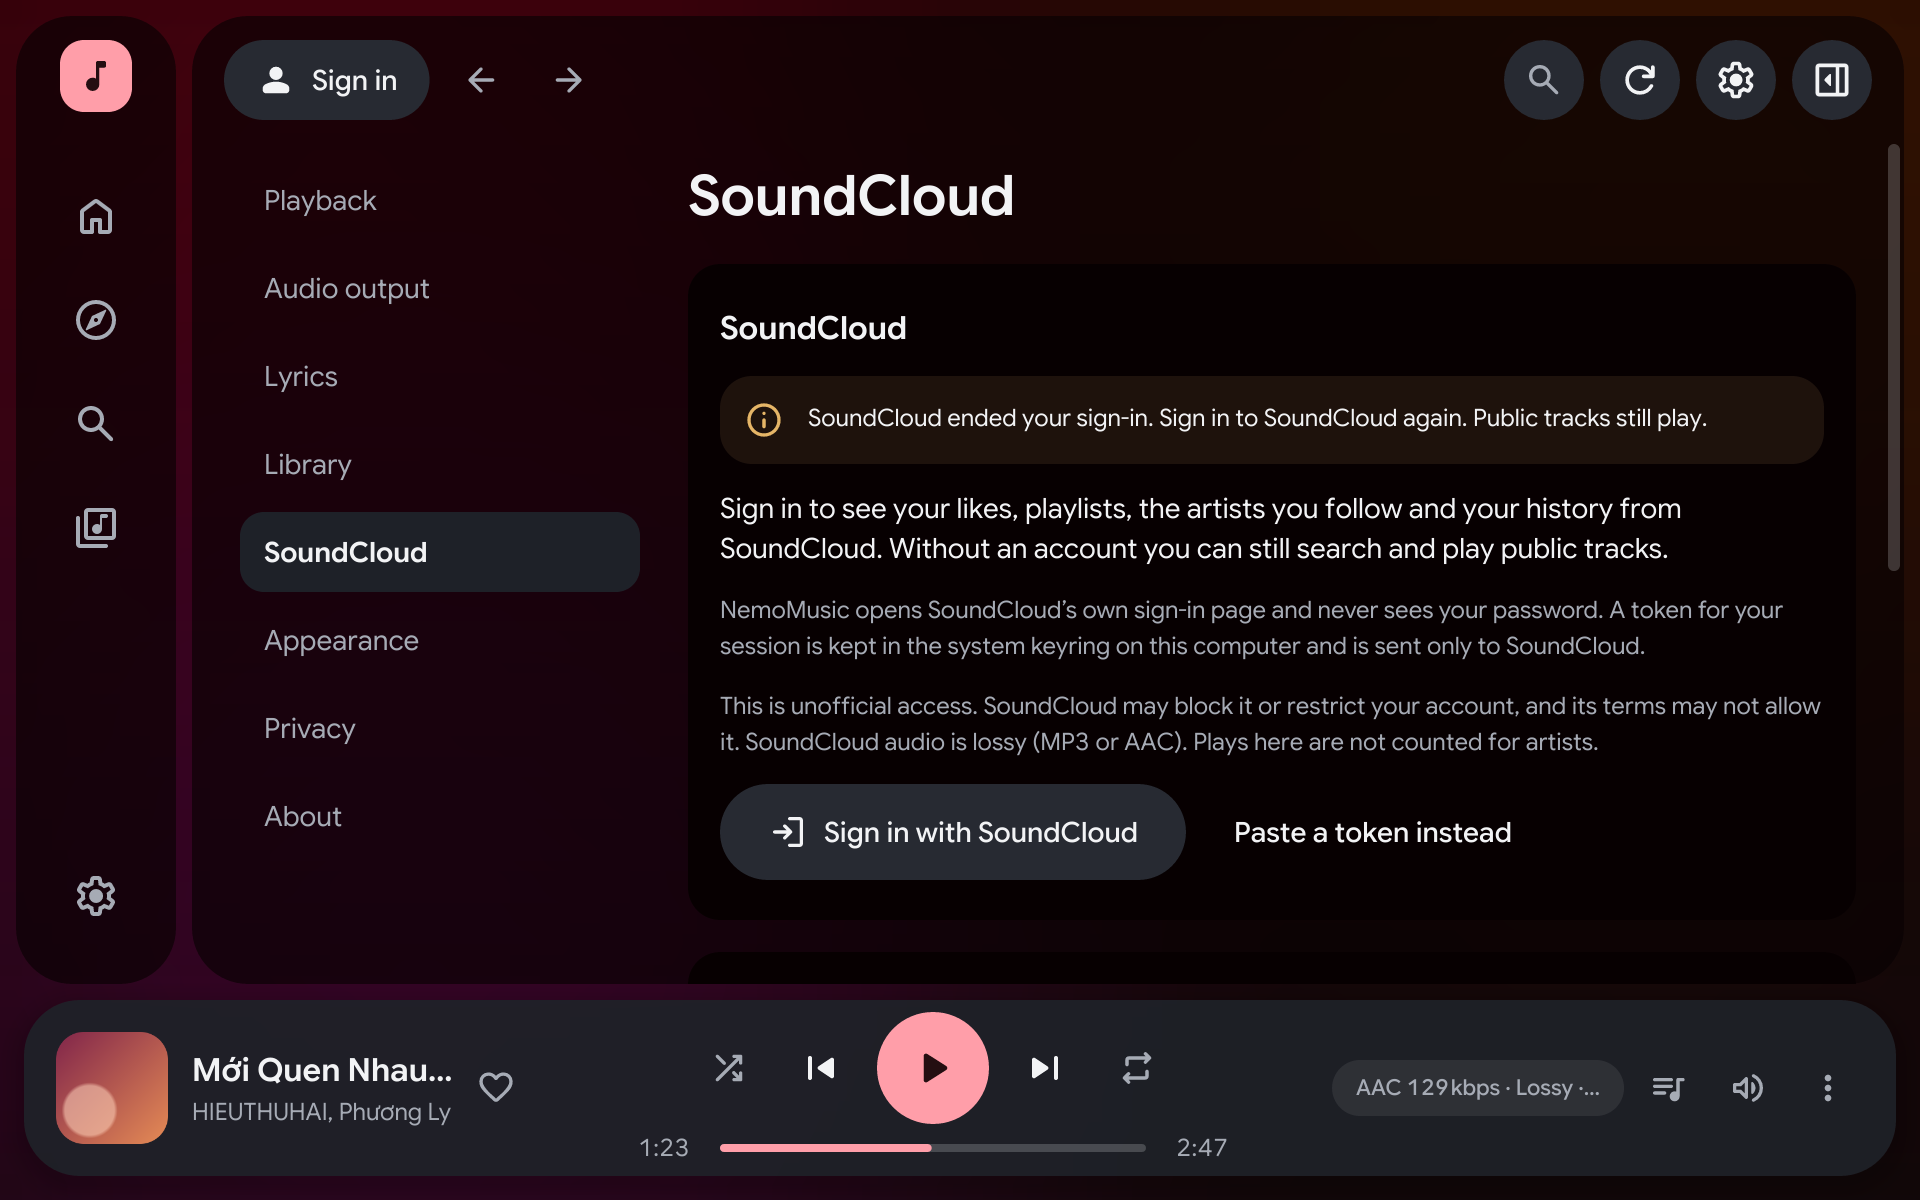 Sign in
Playback
Audio output
Lyrics
Library
SoundCloud
Appearance
Privacy
About
SoundCloud
SoundCloud
SoundCloud ended your sign-in. Sign in to SoundCloud again. Public tracks still play.
Sign in to see your likes, playlists, the artists you follow and your history from
SoundCloud. Without an account you can still search and play public tracks.
NemoMusic opens SoundCloud’s own sign-in page and never sees your password. A token for your
session is kept in the system keyring on this computer and is sent only to SoundCloud.
This is unofficial access. SoundCloud may block it or restrict your account, and its terms may not allow
it. SoundCloud audio is lossy (MP3 or AAC). Plays here are not counted for artists.
Sign in with SoundCloud
Paste a token instead
Mới Quen Nhau...
HIEUTHUHAI, Phương Ly
1:23
2:47
AAC 129 kbps · Lossy ·...